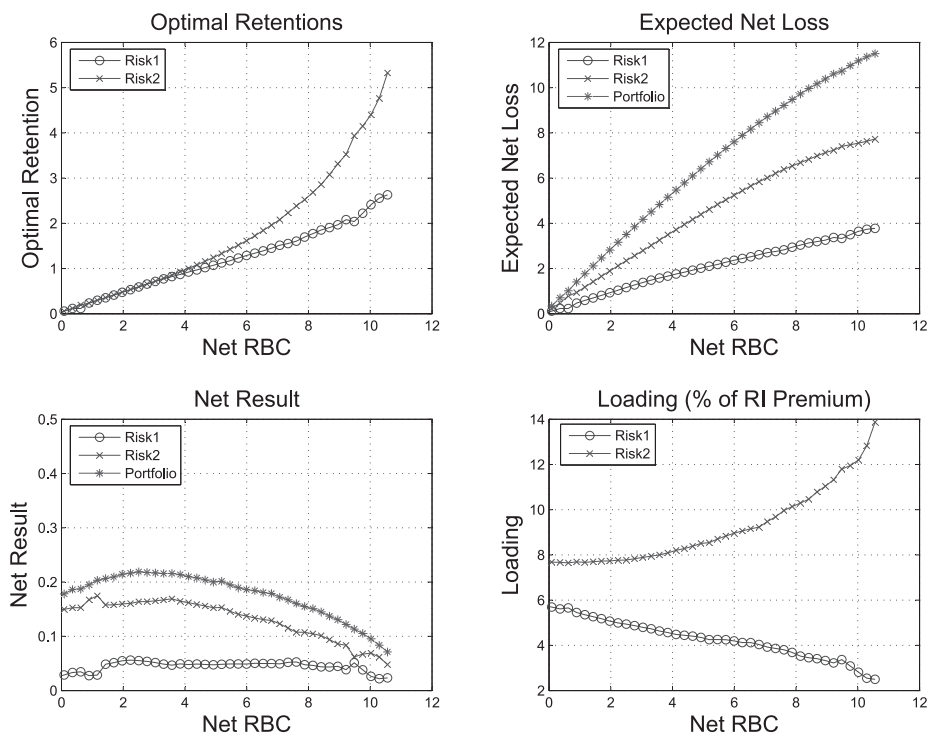 Optimal Retentions
Risk1
Risk2
Optimal Retention
6
5
4
3
2
1
0
0 2 4 6 8 10 12
Net RBC
Expected Net Loss
Risk1
Risk2
Portfolio
Expected Net Loss
12
10
8
6
4
2
0
0 2 4 6 8 10 12
Net RBC
Net Result
Risk1
Risk2
Portfolio
Net Result
0.5
0.4
0.3
0.2
0.1
0
0 2 4 6 8 10 12
Net RBC
Loading (% of RI Premium)
Risk1
Risk2
Loading
14
12
10
8
6
4
2
0 2 4 6 8 10 12
Net RBC